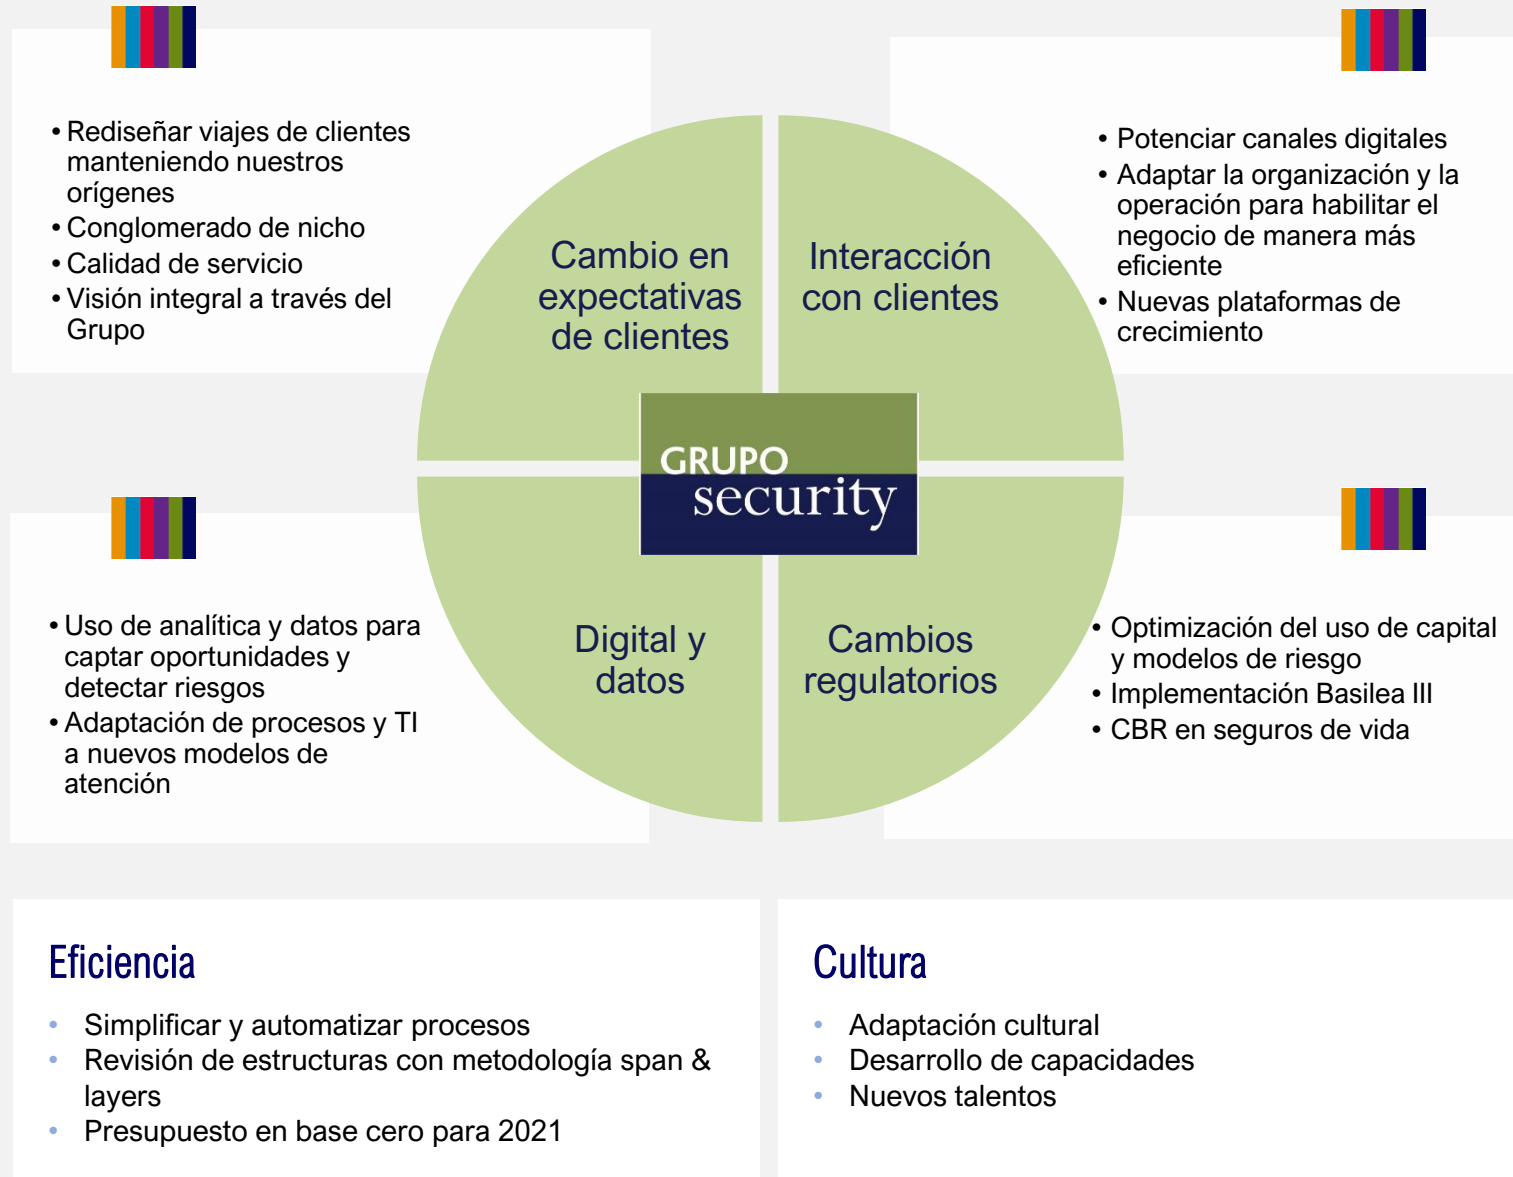 • Rediseñar viajes de clientes
manteniendo nuestros
orígenes
• Conglomerado de nicho
• Calidad de servicio
• Visión integral a través del
Grupo
Cambio en
expectativas
de clientes
Interacción
con clientes
• Potenciar canales digitales
• Adaptar la organización y la
operación para habilitar el
negocio de manera más
eficiente
• Nuevas plataformas de
crecimiento
GRUPO
security
• Uso de analítica y datos para
captar oportunidades y
detectar riesgos
• Adaptación de procesos y TI
a nuevos modelos de
atención
Digital y
datos
Cambios
regulatorios
• Optimización del uso de capital
y modelos de riesgo
• Implementación Basilea III
• CBR en seguros de vida
Eficiencia
• Simplificar y automatizar procesos
• Revisión de estructuras con metodología span &
layers
• Presupuesto en base cero para 2021
Cultura
• Adaptación cultural
• Desarrollo de capacidades
• Nuevos talentos